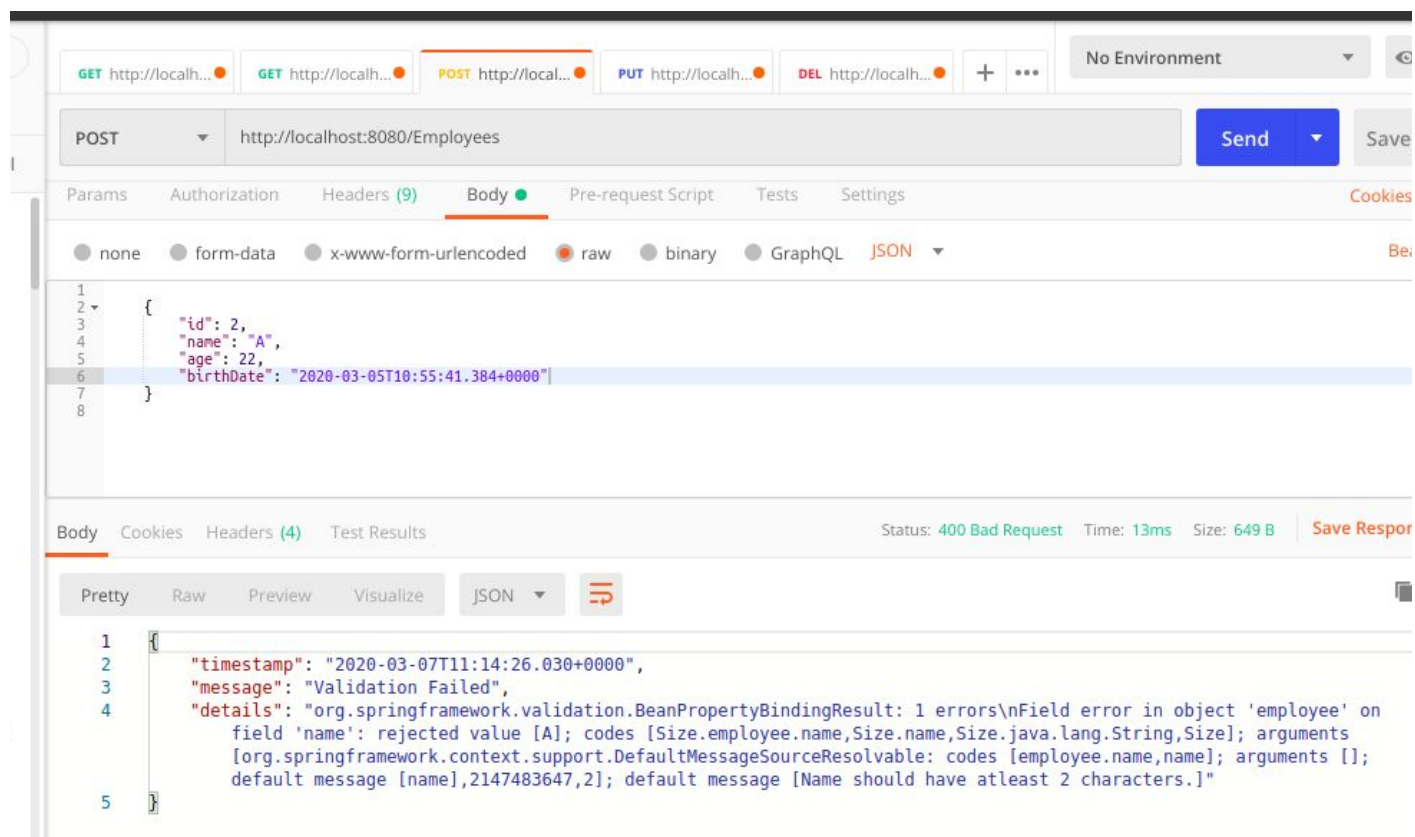 GET http://localh... GET http://localh... POST http://local... PUT http://localh... DEL http://localh... + ••• No Environment
POST http://localhost:8080/Employees Send Save
Params Authorization Headers (9) Body Pre-request Script Tests Settings Cookies
none form-data x-www-form-urlencoded raw binary GraphQL JSON Bea
1
2 {
3 "id": 2,
4 "name": "A",
5 "age": 22,
6 "birthDate": "2020-03-05T10:55:41.384+0000"
7 }
8
Body Cookies Headers (4) Test Results Status: 400 Bad Request Time: 13ms Size: 649 B Save Respon
Pretty Raw Preview Visualize JSON
1 {
2 "timestamp": "2020-03-07T11:14:26.030+0000",
3 "message": "Validation Failed",
4 "details": "org.springframework.validation.BeanPropertyBindingResult: 1 errors\nField error in object 'employee' on
field 'name': rejected value [A]; codes [Size.employee.name,Size.name,Size.java.lang.String,Size]; arguments
[org.springframework.context.support.DefaultMessageSourceResolvable: codes [employee.name,name]; arguments [];
default message [name],2147483647,2]; default message [Name should have atleast 2 characters.]"
5 }